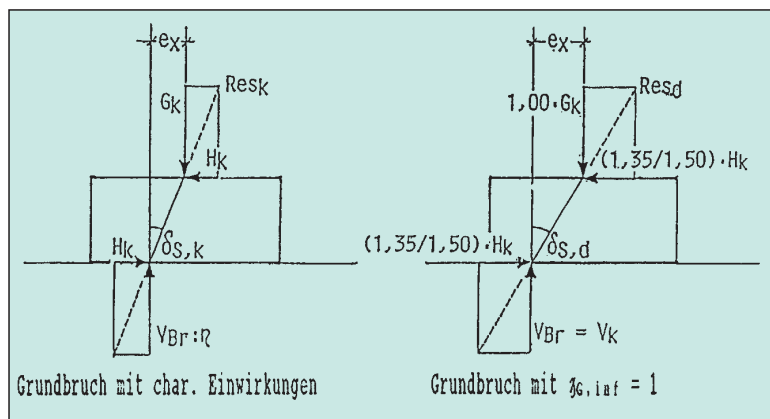 eX
GK
ResK
HK
HK
δS,K
VBr:η
Grundbruch mit char. Einwirkungen
eX
1,00·GK
Resd
(1,35/1,50)·HK
(1,35/1,50)·HK
δS,d
VBr = VK
Grundbruch mit γG,inf = 1